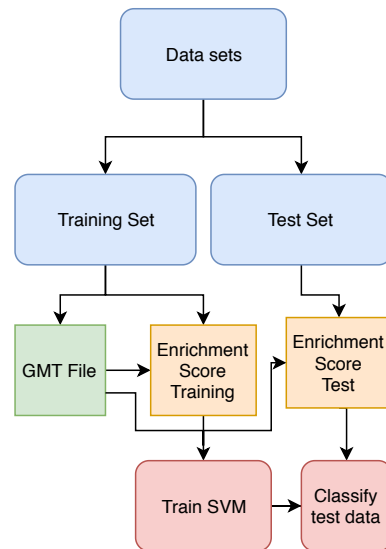 Data sets
Training Set
Test Set
GMT File
Enrichment
Score
Training
Enrichment
Score
Test
Train SVM
Classify
test data